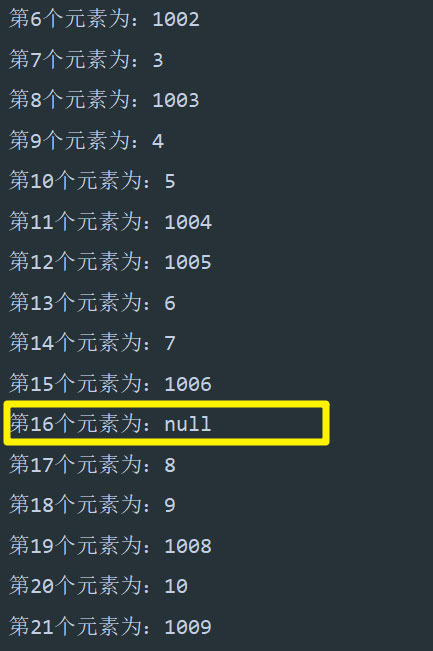 第6个元素为：1002
第7个元素为：3
第8个元素为：1003
第9个元素为：4
第10个元素为：5
第11个元素为：1004
第12个元素为：1005
第13个元素为：6
第14个元素为：7
第15个元素为：1006
第16个元素为：null
第17个元素为：8
第18个元素为：9
第19个元素为：1008
第20个元素为：10
第21个元素为：1009